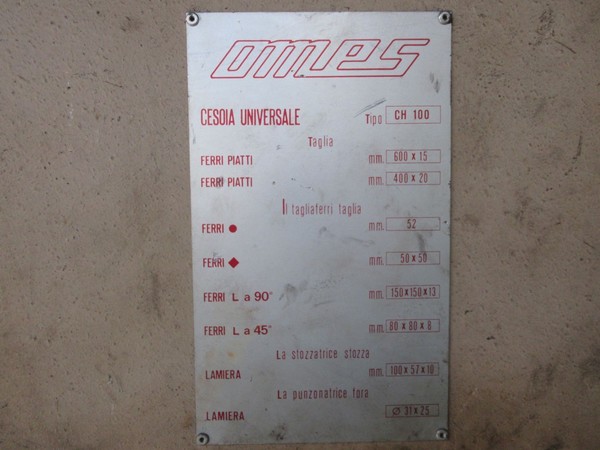 omes
CESOIA UNIVERSALE Tipo CH 100
Taglia
FERRI PIATTI mm. 600 x 15
FERRI PIATTI mm. 400 x 20
Il tagliaferri taglia
FERRI ● mm. 52
FERRI ◆ mm. 50 x 50
FERRI L a 90° mm. 150 x 150 x 13
FERRI L a 45° mm. 80 x 80 x 8
La stozzatrice stozza
LAMIERA mm. 100 x 57 x 10
La punzonatrice fora
LAMIERA Ø 31 x 25